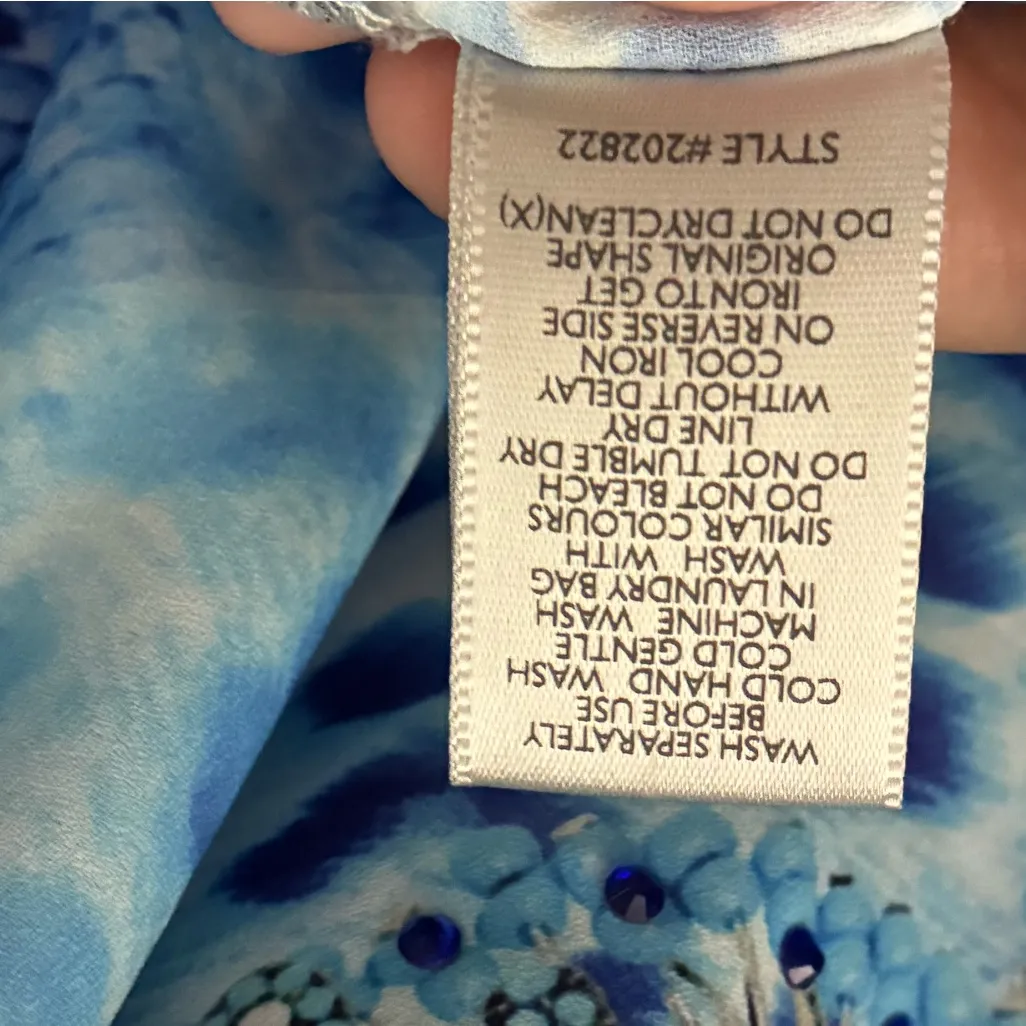 WASH SEPARATELY
BEFORE USE
COLD HAND WASH
COLD GENTLE
MACHINE WASH
IN LAUNDRY BAG
WASH WITH
SIMILAR COLOURS
DO NOT BLEACH
DO NOT TUMBLE DRY
LINE DRY
WITHOUT DELAY
COOL IRON
ON REVERSE SIDE
IRON TO GET
ORIGINAL SHAPE
DO NOT DRYCLEAN(X)
STYLE #202822